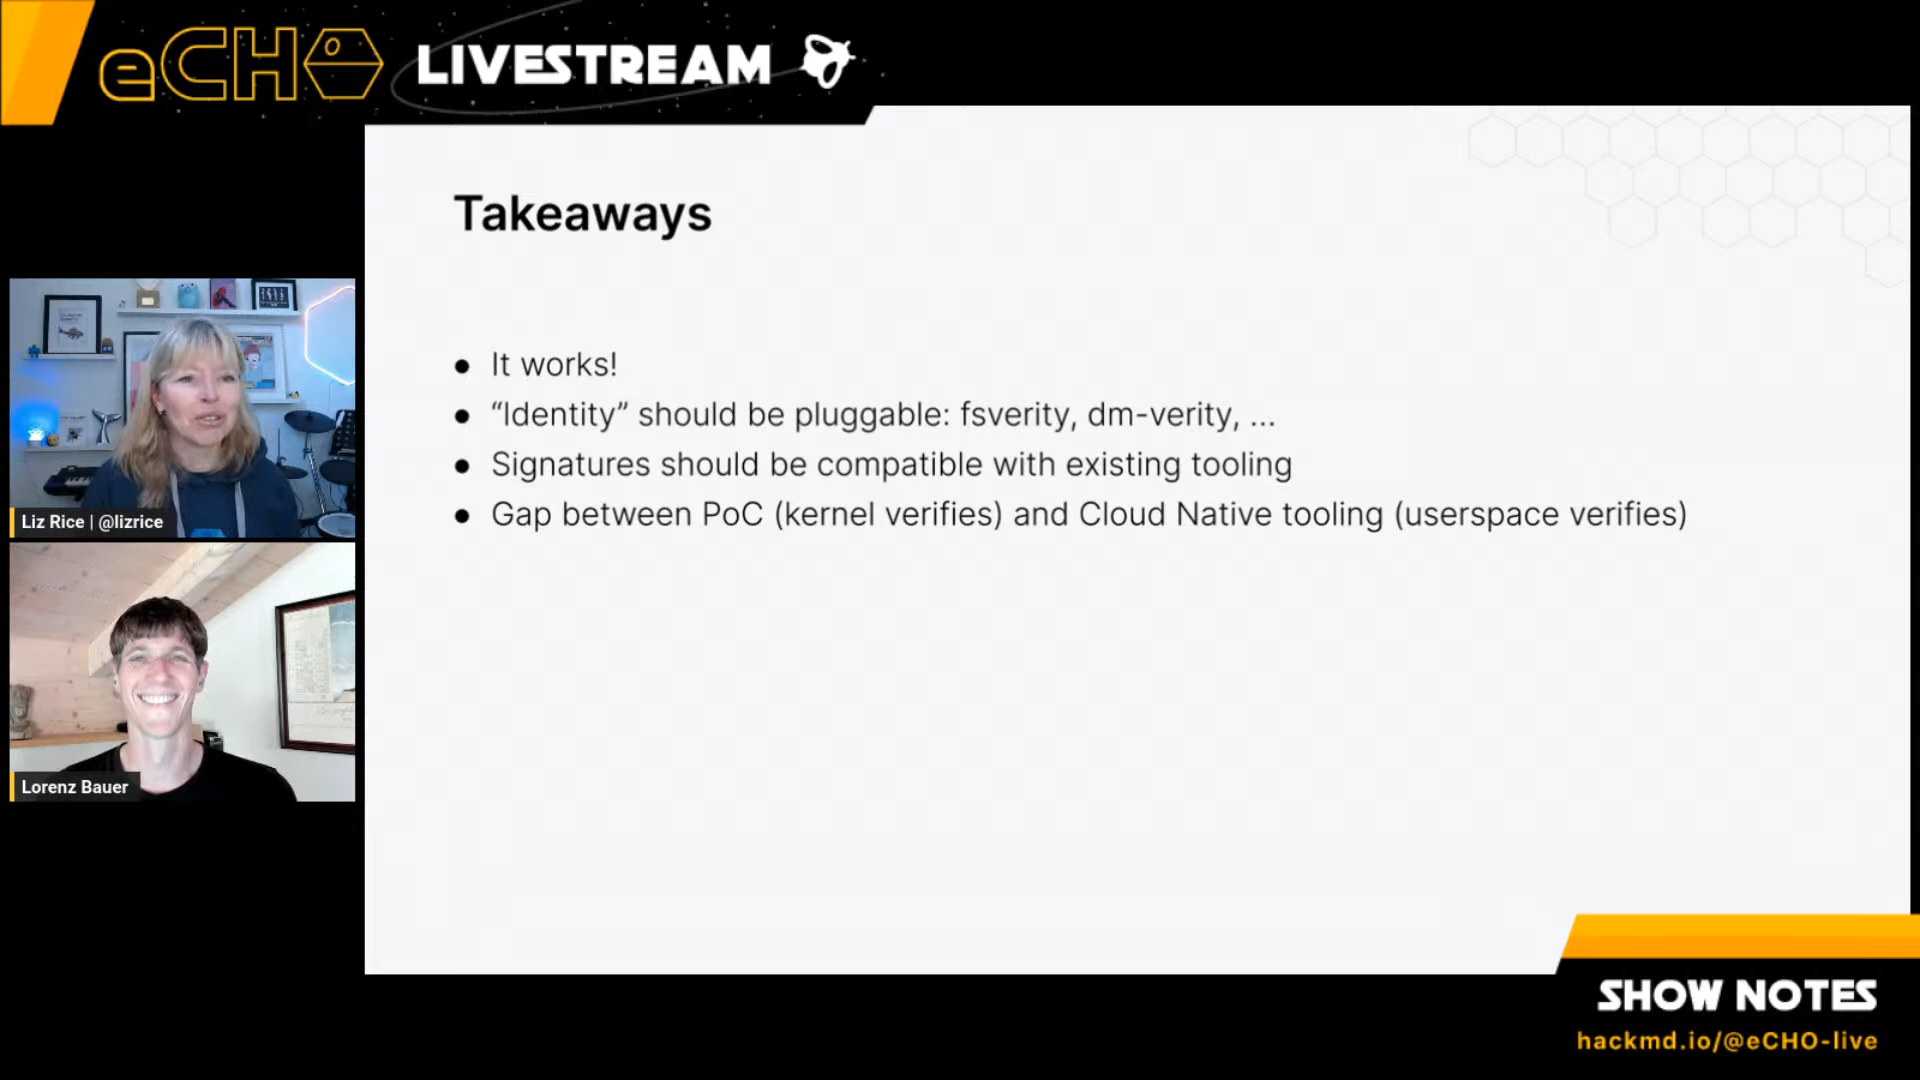 eCHO LIVESTREAM
Takeaways
● It works!
● “Identity” should be pluggable: fsverity, dm-verity, ...
● Signatures should be compatible with existing tooling
● Gap between PoC (kernel verifies) and Cloud Native tooling (userspace verifies)
Liz Rice | @lizrice
Lorenz Bauer
SHOW NOTES
hackmd.io/@eCHO-live